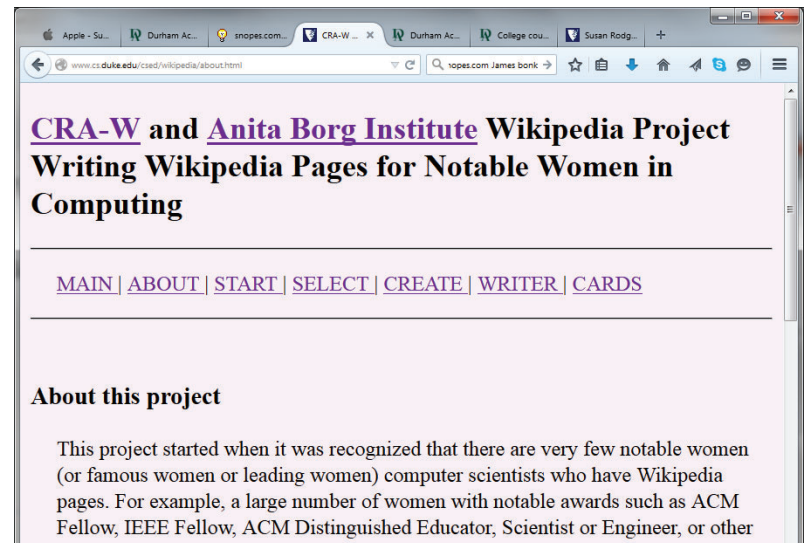 Apple - Su... Durham Ac... snopes.com... CRA-W ... × Durham Ac... College cou... Susan Rodg... +
www.cs.duke.edu/csed/wikipedia/about.html snopes.com James bonk
CRA-W and Anita Borg Institute Wikipedia Project
Writing Wikipedia Pages for Notable Women in
Computing
MAIN | ABOUT | START | SELECT | CREATE | WRITER | CARDS
About this project
This project started when it was recognized that there are very few notable women
(or famous women or leading women) computer scientists who have Wikipedia
pages. For example, a large number of women with notable awards such as ACM
Fellow, IEEE Fellow, ACM Distinguished Educator, Scientist or Engineer, or other